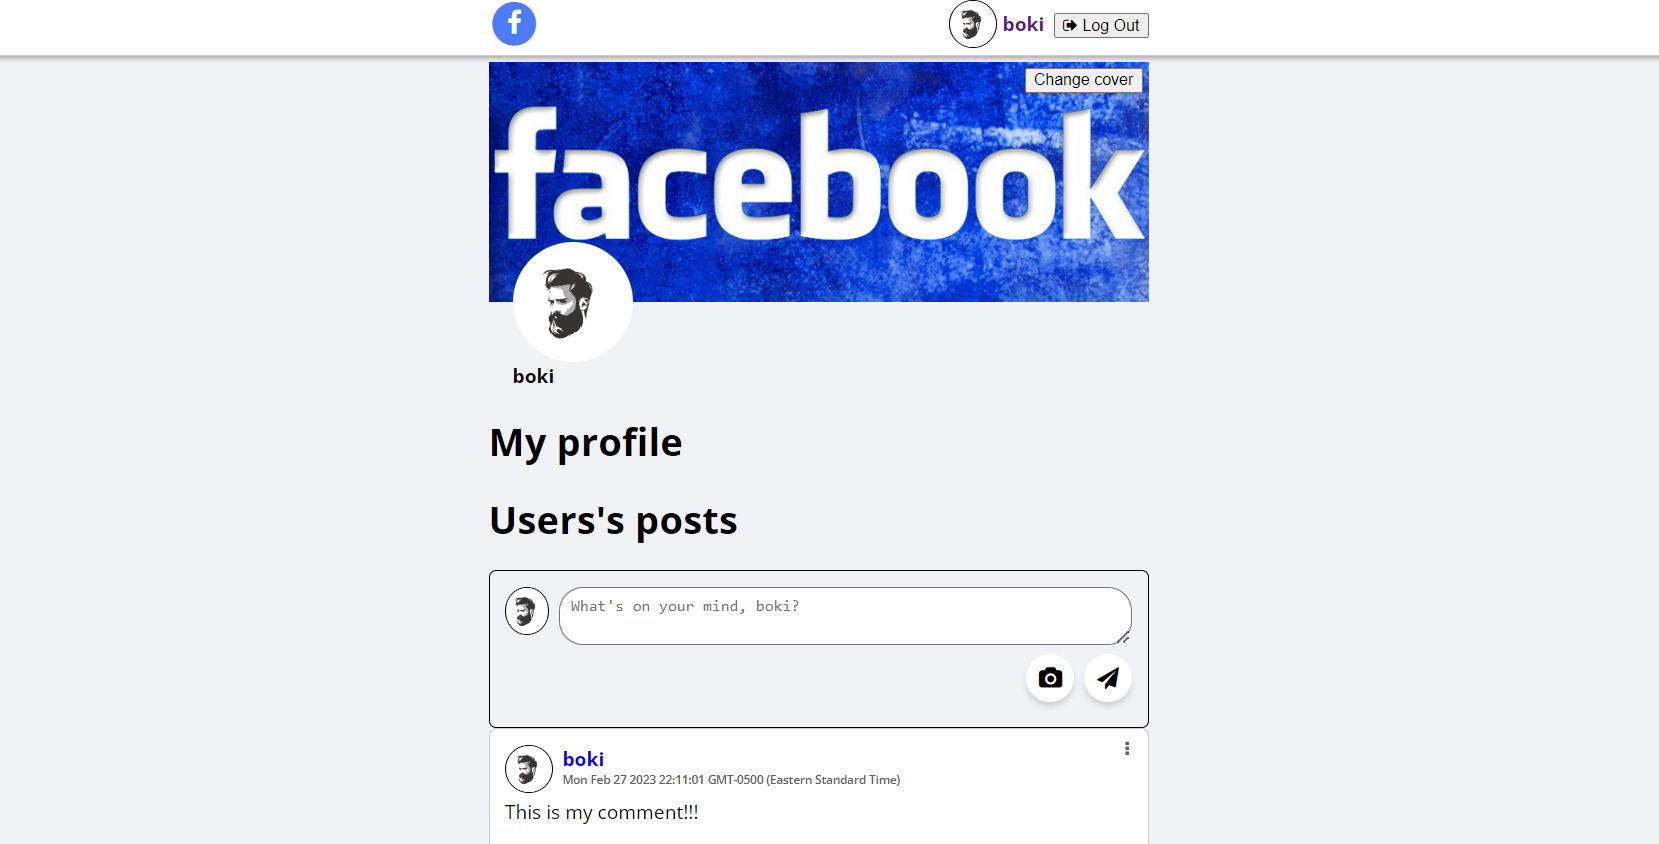 f
boki
Log Out
Change cover
facebook
boki
My profile
Users's posts
What's on your mind, boki?
boki
Mon Feb 27 2023 22:11:01 GMT-0500 (Eastern Standard Time)
This is my comment!!!